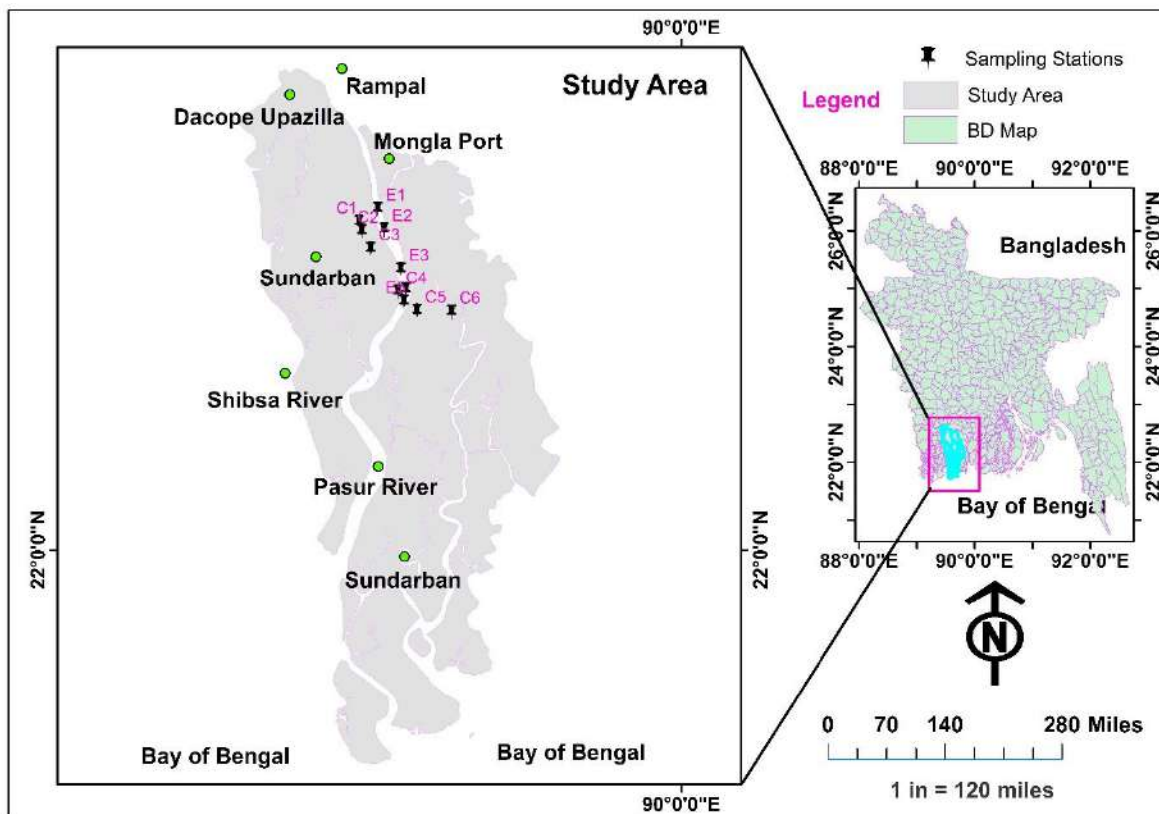 90°0'0"E
Study Area
Rampal
Dacope Upazilla
Mongla Port
E1
C1
C2
E2
C3
Sundarban
E3
C4
C5
C6
Shibsa River
Pasur River
22°0'0"N
22°0'0"N
Sundarban
Bay of Bengal
Bay of Bengal
90°0'0"E
Legend
Sampling Stations
Study Area
BD Map
88°0'0"E
90°0'0"E
92°0'0"E
26°0'0"N
26°0'0"N
Bangladesh
24°0'0"N
24°0'0"N
22°0'0"N
22°0'0"N
Bay of Bengal
88°0'0"E
90°0'0"E
92°0'0"E
N
0 70 140 280 Miles
1 in = 120 miles